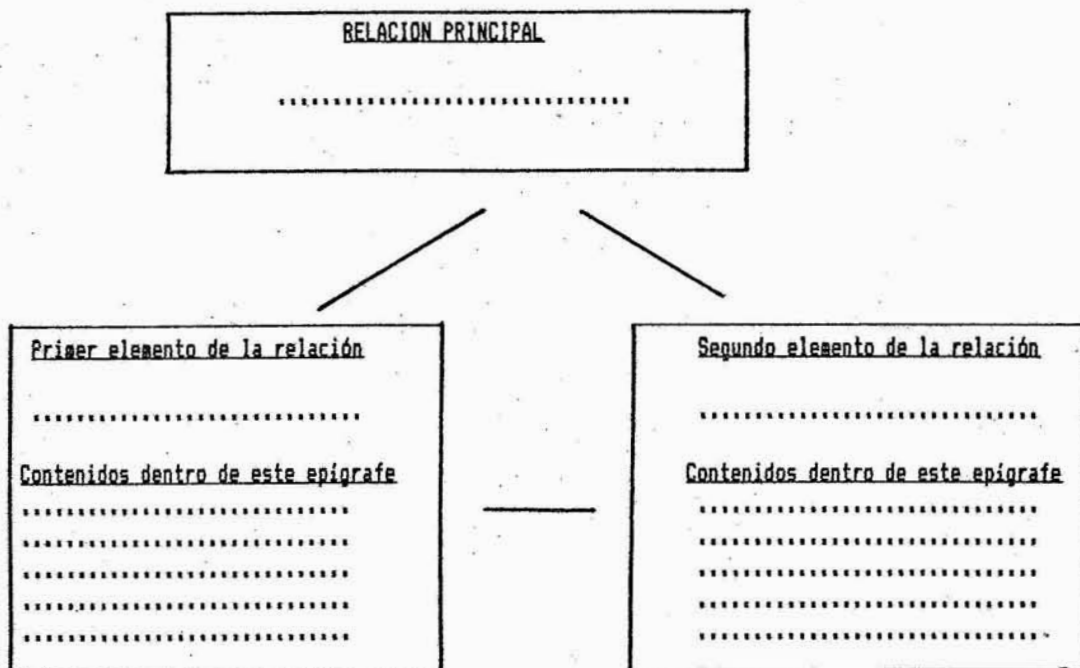 RELACION PRINCIPAL
..............................
Primer elemento de la relación
..............................
Contenidos dentro de este epígrafe
..............................
..............................
..............................
..............................
..............................
Segundo elemento de la relación
..............................
Contenidos dentro de este epígrafe
..............................
..............................
..............................
..............................
..............................